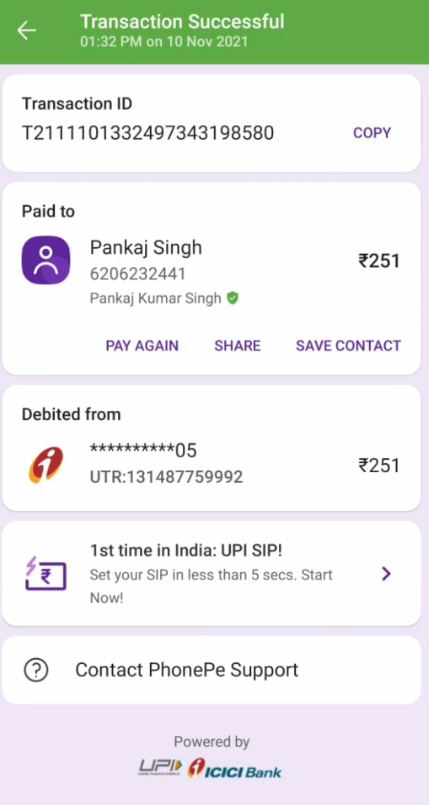 Transaction Successful
01:32 PM on 10 Nov 2021
Transaction ID
T2111101332497343198580 COPY
Paid to
Pankaj Singh
6206232441 ₹251
Pankaj Kumar Singh
PAY AGAIN SHARE SAVE CONTACT
Debited from
**********05
UTR:131487759992 ₹251
1st time in India: UPI SIP!
Set your SIP in less than 5 secs. Start
Now!
Contact PhonePe Support
Powered by
UPI ICICI Bank